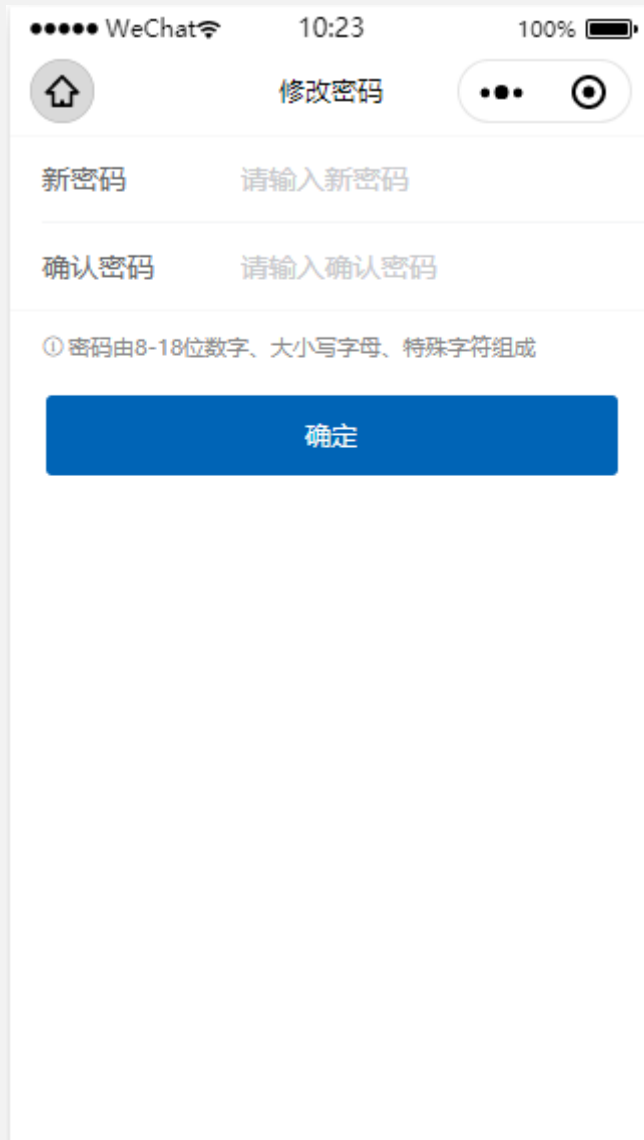 WeChat 10:23 100%
修改密码
新密码 请输入新密码
确认密码 请输入确认密码
密码由8-18位数字、大小写字母、特殊字符组成
确定